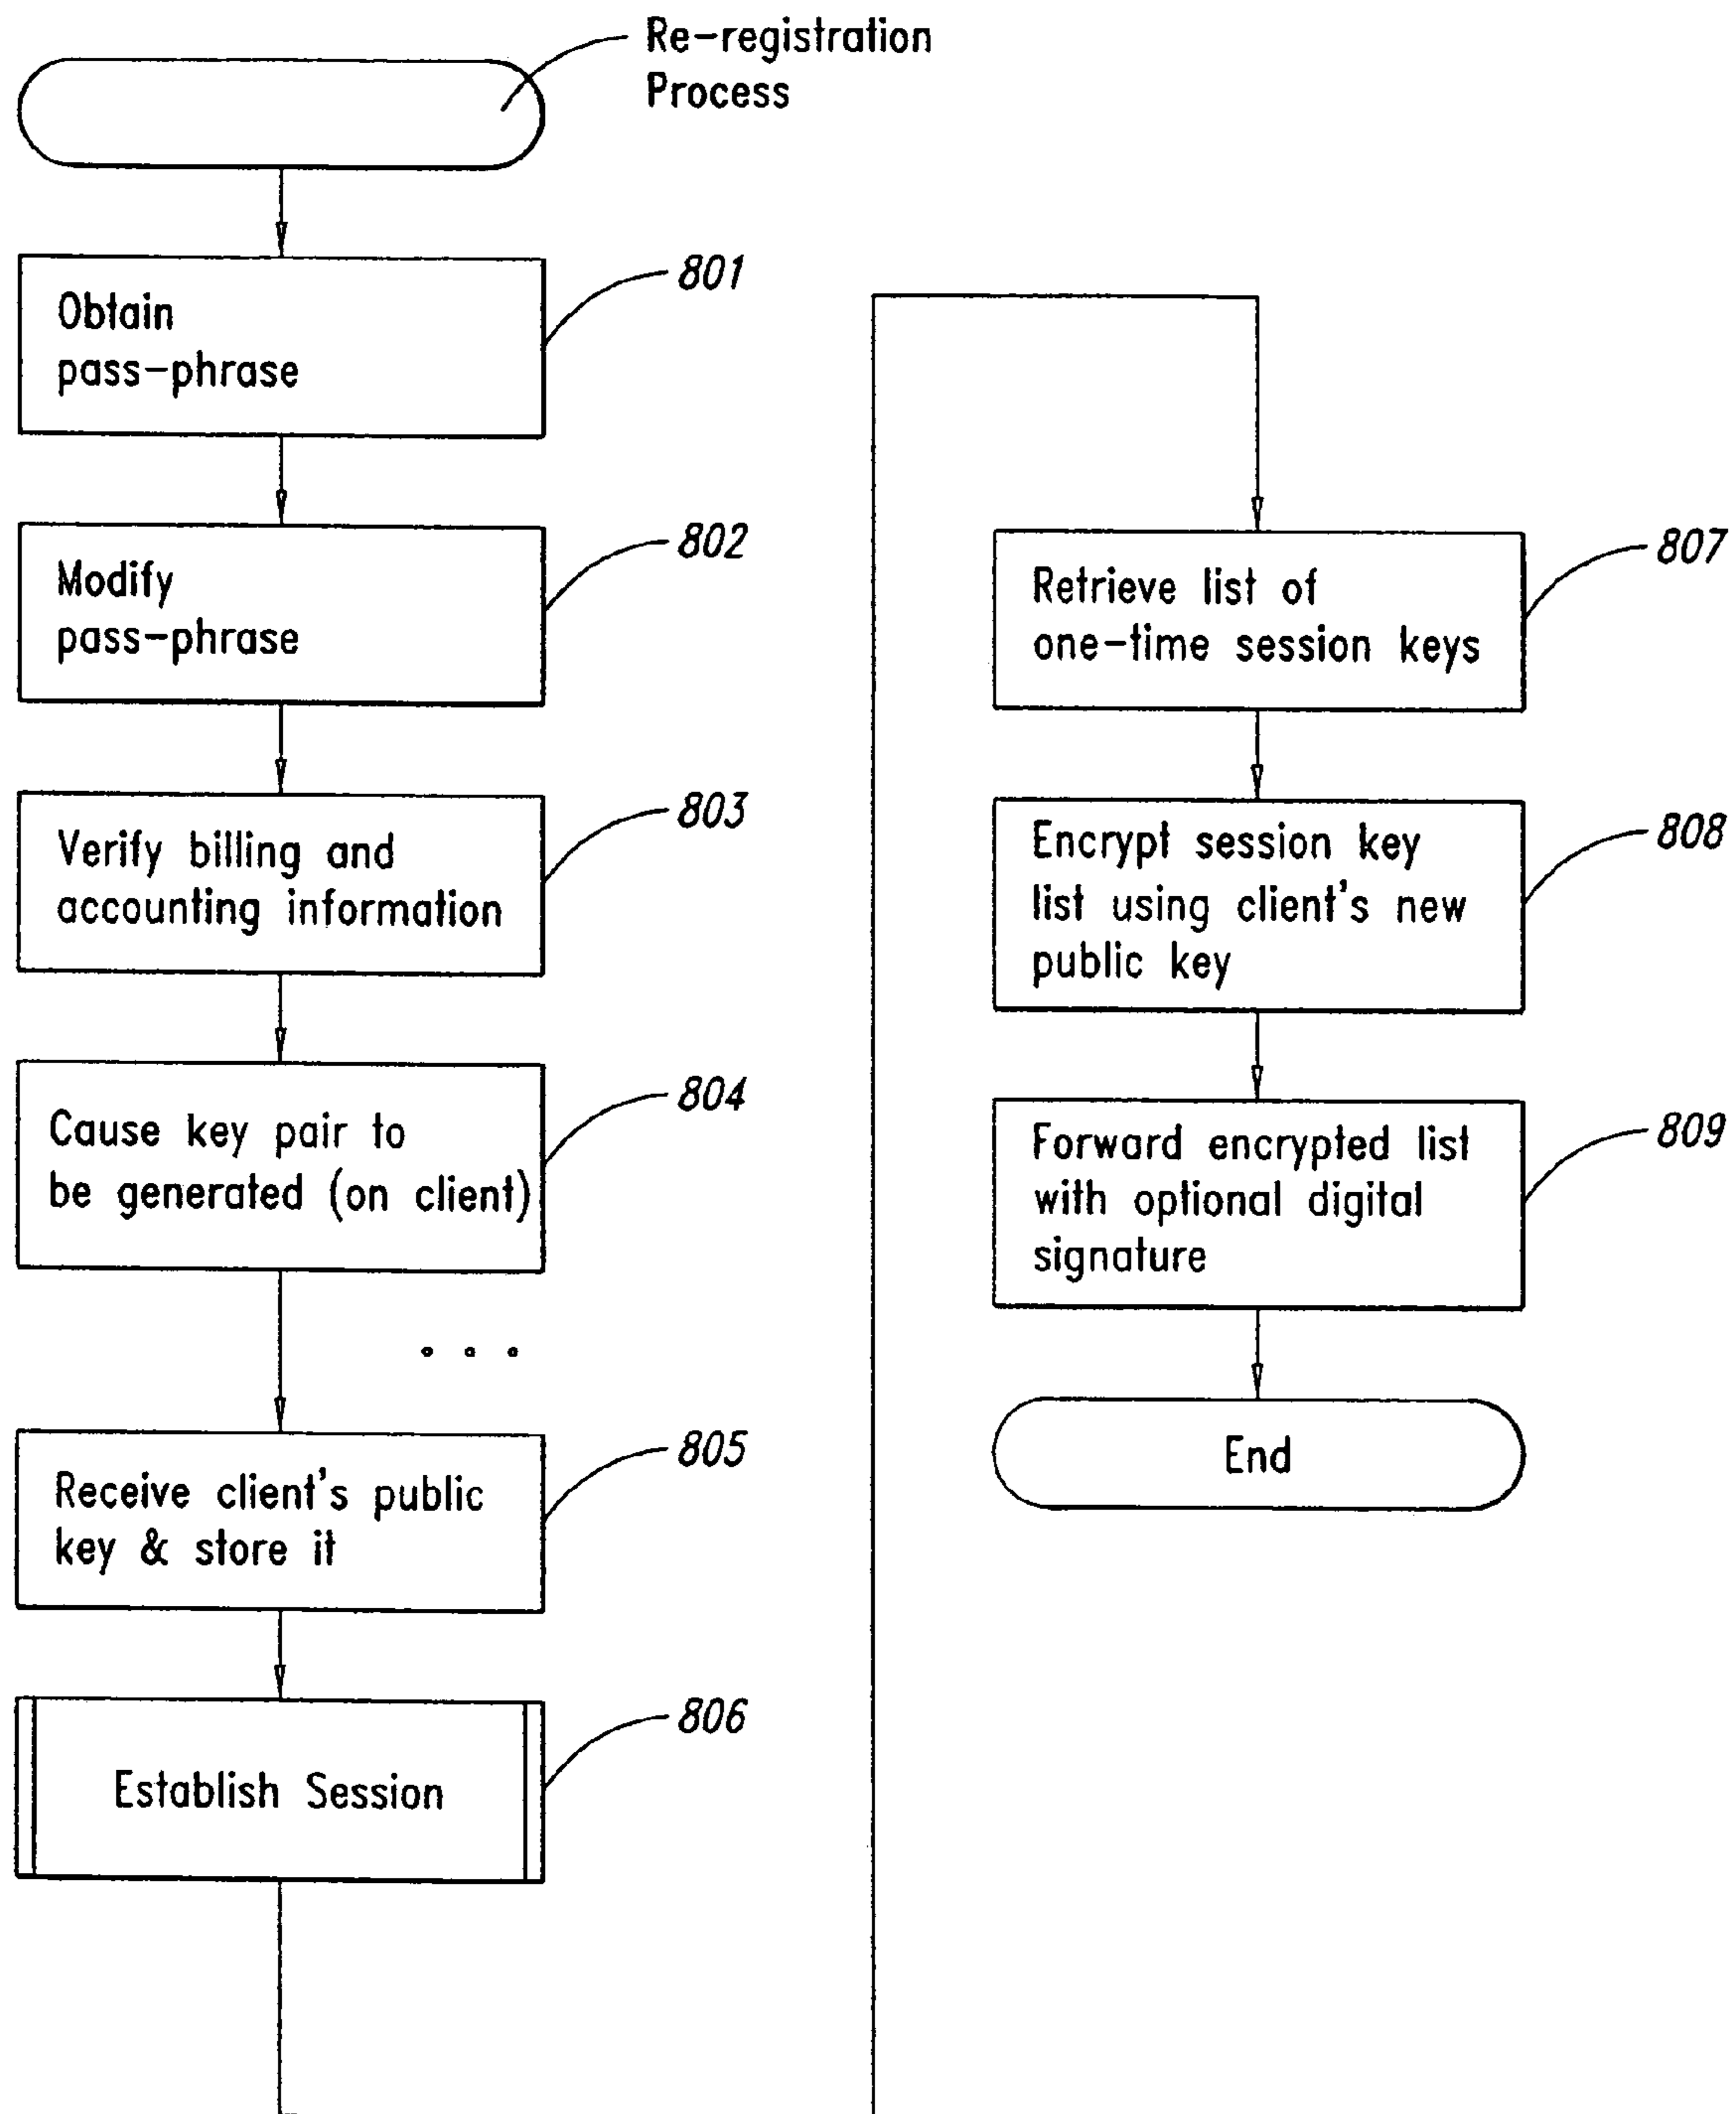 Re-registration
Process
801
Obtain
pass-phrase
802
Modify
pass-phrase
803
Verify billing and
accounting information
804
Cause key pair to
be generated (on client)
...
805
Receive client's public
key & store it
806
Establish Session
807
Retrieve list of
one-time session keys
808
Encrypt session key
list using client's new
public key
809
Forward encrypted list
with optional digital
signature
End